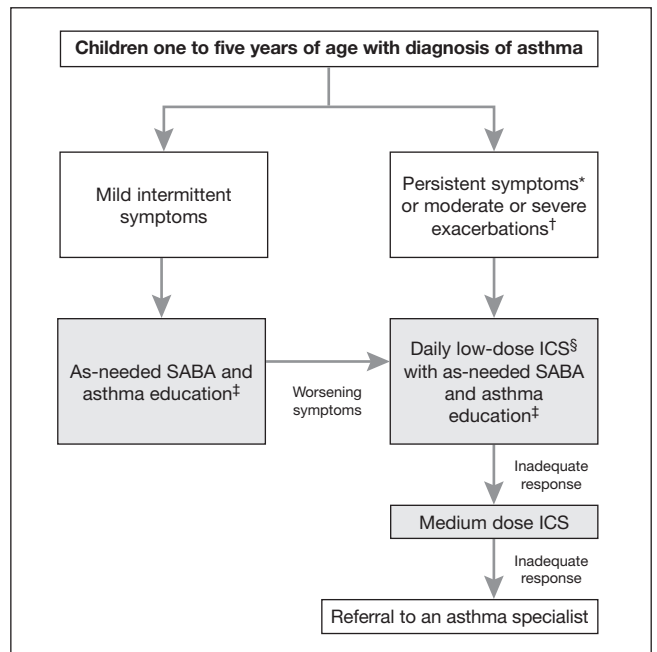 Children one to five years of age with diagnosis of asthma
Mild intermittent
symptoms
Persistent symptoms*
or moderate or severe
exacerbations†
As-needed SABA and
asthma education‡
Worsening
symptoms
Daily low-dose ICS§
with as-needed SABA
and asthma
education‡
Inadequate
response
Medium dose ICS
Inadequate
response
Referral to an asthma specialist